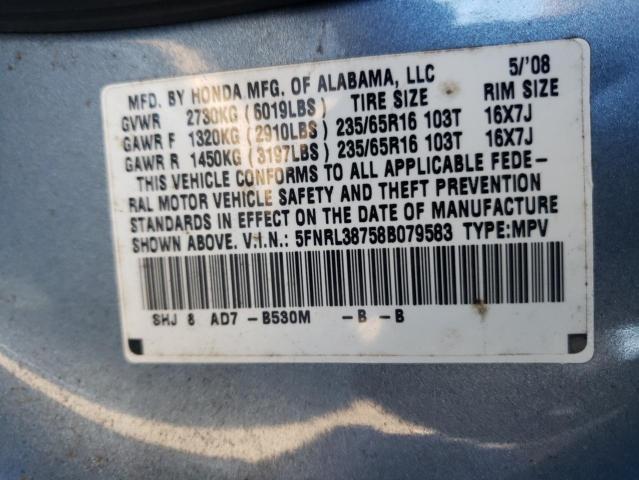 MFD. BY HONDA MFG. OF ALABAMA, LLC 5/'08
GVWR 2730KG (6019LBS) TIRE SIZE RIM SIZE
GAWR F 1320KG (2910LBS) 235/65R16 103T 16X7J
GAWR R 1450KG (3197LBS) 235/65R16 103T 16X7J
THIS VEHICLE CONFORMS TO ALL APPLICABLE FEDE-
RAL MOTOR VEHICLE SAFETY AND THEFT PREVENTION
STANDARDS IN EFFECT ON THE DATE OF MANUFACTURE
SHOWN ABOVE. V.I.N.: 5FNRL38758B079583 TYPE:MPV
SHJ 8 AD7 -B530M -B -B